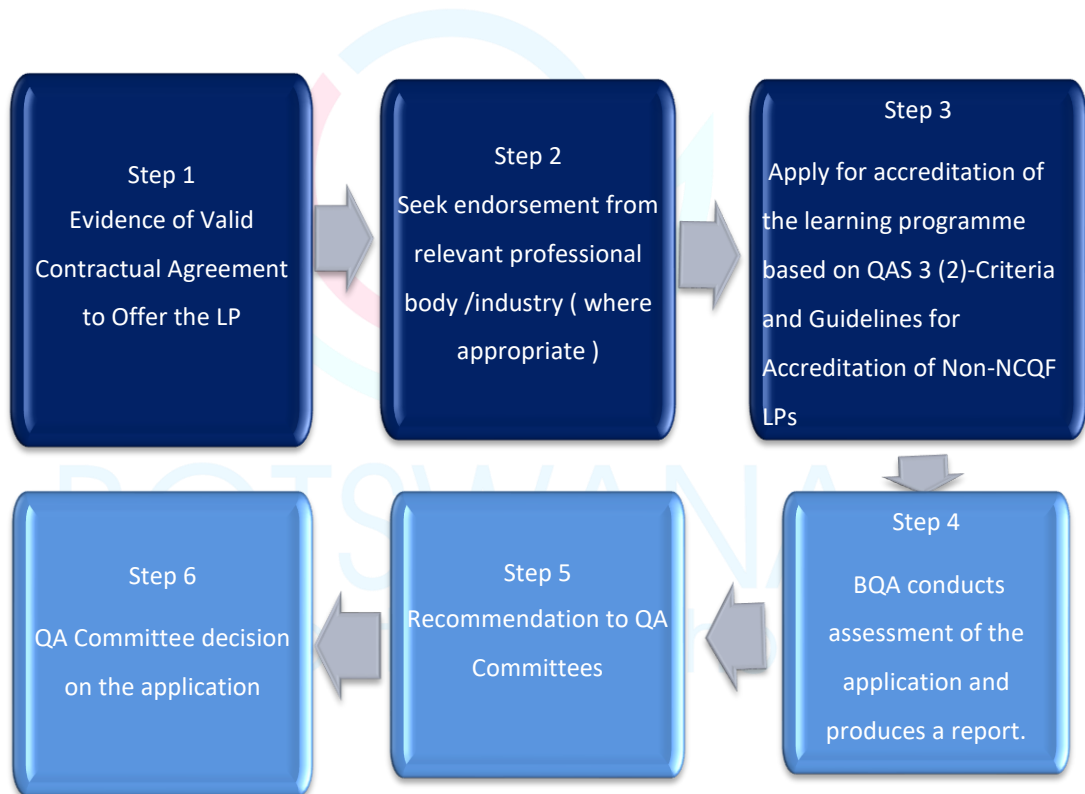 Step 1
Evidence of Valid
Contractual Agreement
to Offer the LP
Step 2
Seek endorsement from
relevant professional
body /industry ( where
appropriate )
Step 3
Apply for accreditation of
the learning programme
based on QAS 3 (2)-Criteria
and Guidelines for
Accreditation of Non-NCQF
LPs
Step 4
BQA conducts
assessment of the
application and
produces a report.
Step 5
Recommendation to QA
Committees
Step 6
QA Committee decision
on the application
BOTSWANA